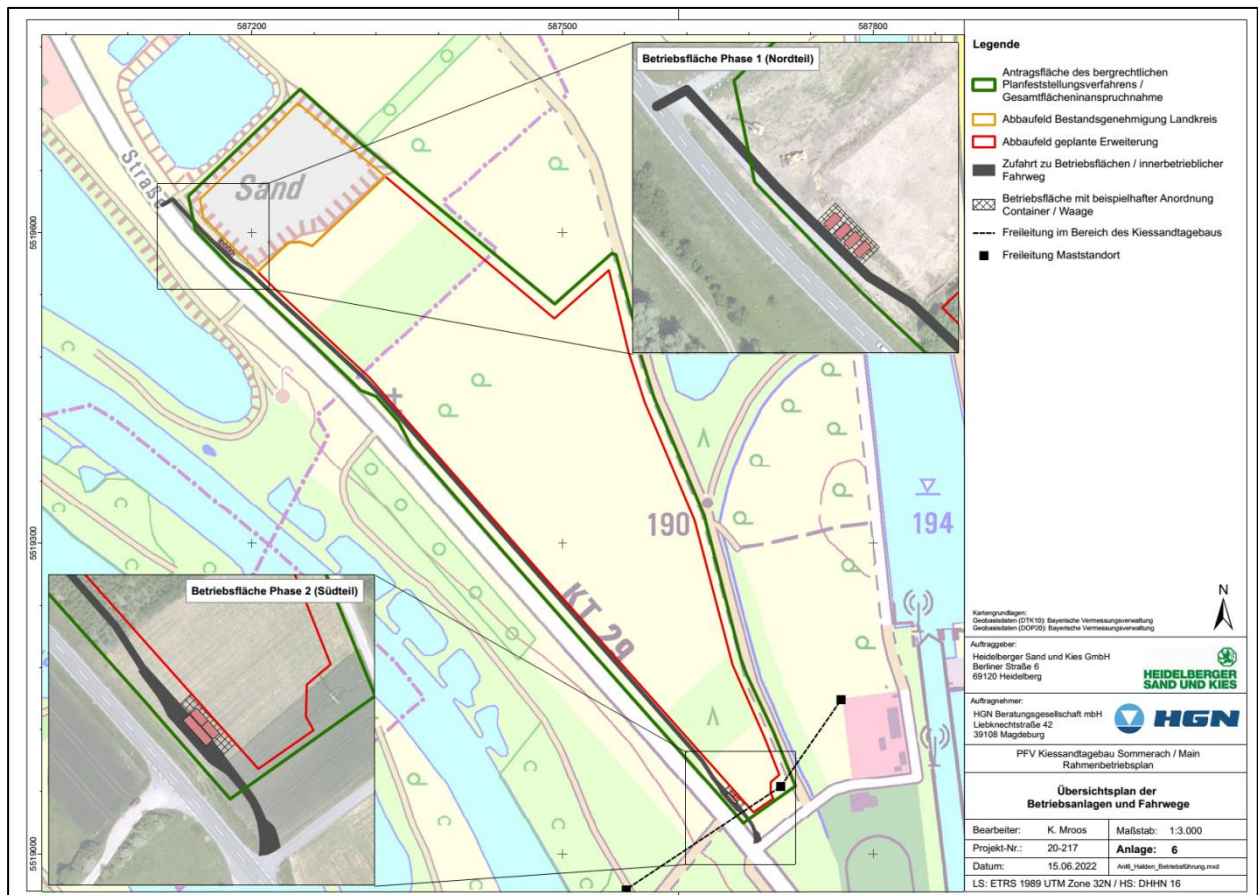 587200
587500
587800
5519600
5519300
5519000
Betriebsfläche Phase 1 (Nordteil)
Straße
Sand
190
194
KT 29
Betriebsfläche Phase 2 (Südteil)
Legende
Antragsfläche des bergrechtlichen
Planfeststellungsverfahrens /
Gesamtflächeninanspruchnahme
Abbaufeld Bestandsgenehmigung Landkreis
Abbaufeld geplante Erweiterung
Zufahrt zu Betriebsflächen / innerbetrieblicher
Fahrweg
Betriebsfläche mit beispielhafter Anordnung
Container / Waage
Freileitung im Bereich des Kiessandtagebaus
Freileitung Maststandort
N
Kartengrundlagen:
Geobasisdaten (DTK10): Bayerische Vermessungsverwaltung
Geobasisdaten (DOP20): Bayerische Vermessungsverwaltung
Auftraggeber:
Heidelberger Sand und Kies GmbH
Berliner Straße 6
69120 Heidelberg
HEIDELBERGER
SAND UND KIES
Auftragnehmer:
HGN Beratungsgesellschaft mbH
Liebknechtstraße 42
39108 Magdeburg
HGN
PFV Kiessandtagebau Sommerach / Main
Rahmenbetriebsplan
Übersichtsplan der
Betriebsanlagen und Fahrwege
Bearbeiter: K. Mroos Maßstab: 1:3.000
Projekt-Nr.: 20-217 Anlage: 6
Datum: 15.06.2022 Anl6_Halden_Betriebsführung.mxd
LS: ETRS 1989 UTM Zone 32N / HS: DHHN 16